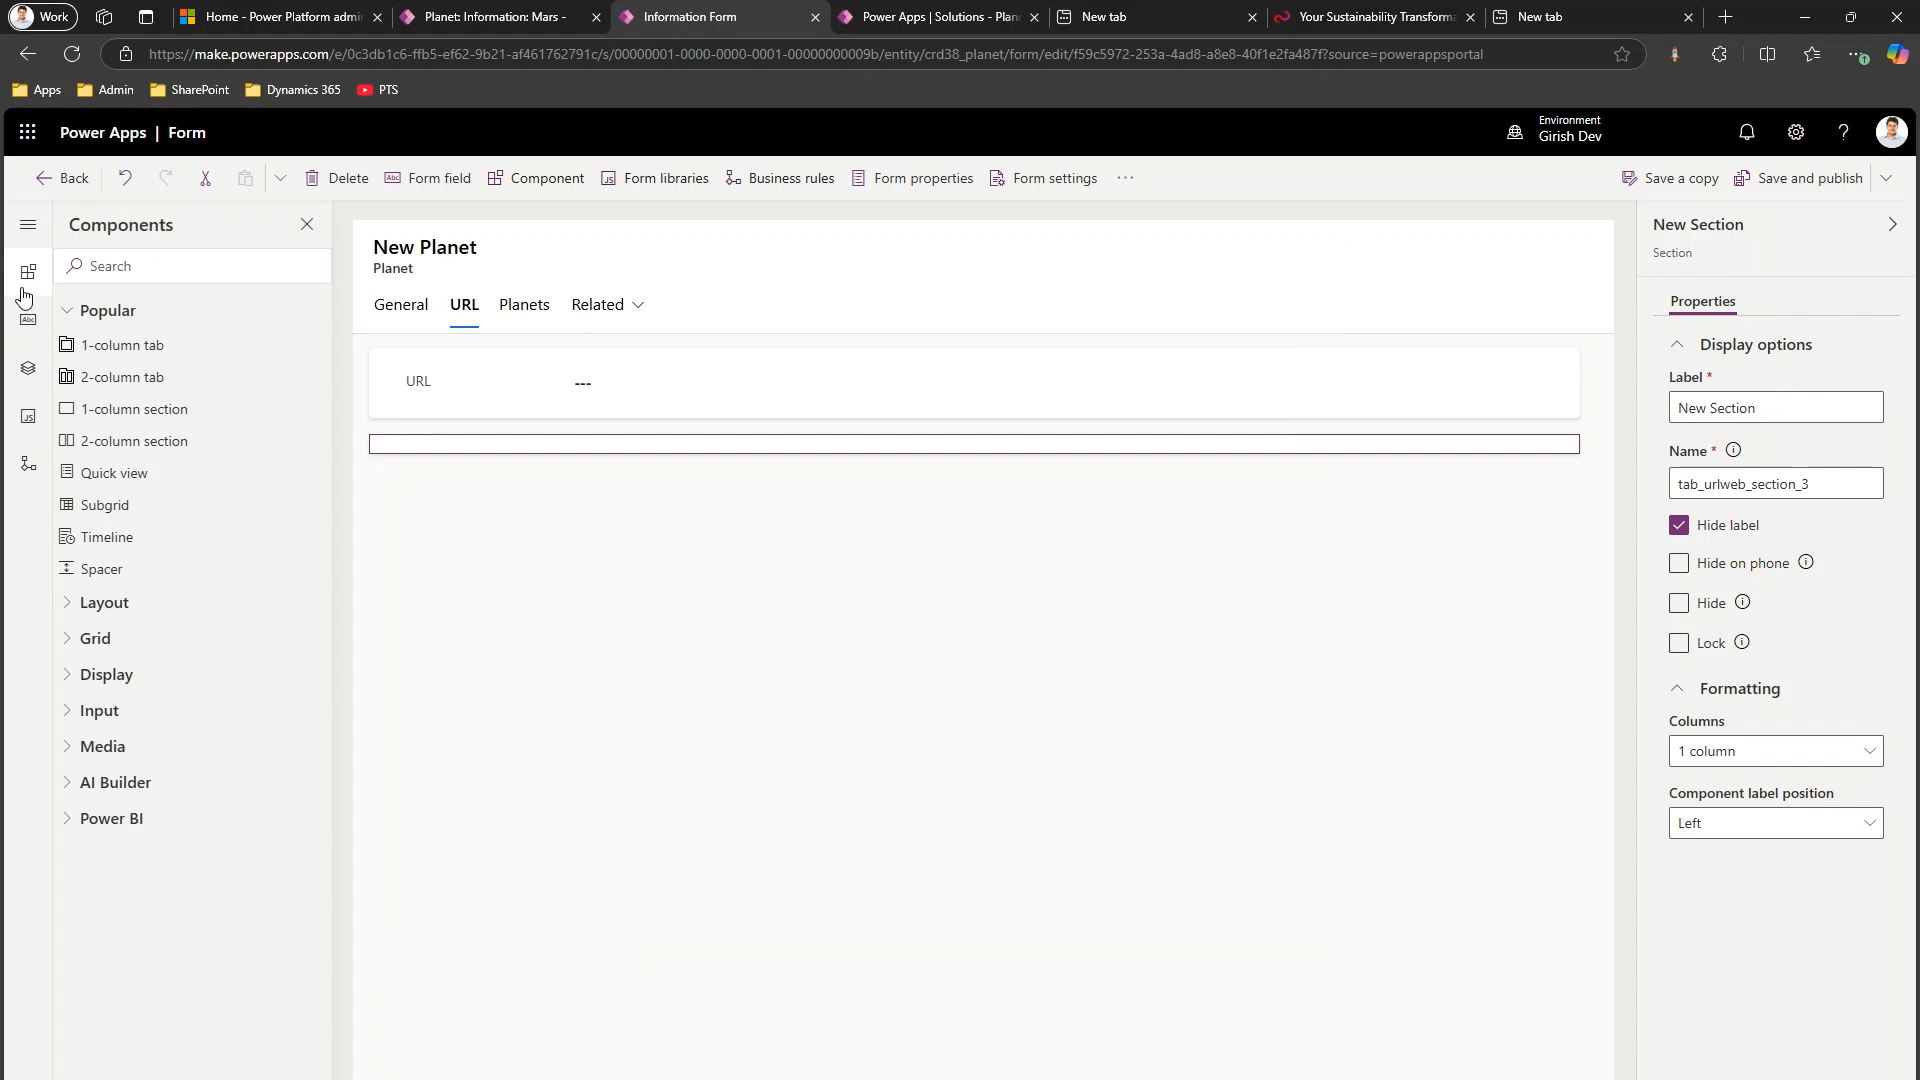 Work
Home - Power Platform admin
Planet: Information: Mars -
Information Form
Power Apps | Solutions - Plan
New tab
Your Sustainability Transforma
New tab
https://make.powerapps.com/e/0c3db1c6-ffb5-ef62-9b21-af461762791c/s/00000001-0000-0000-0001-00000000009b/entity/crd38_planet/form/edit/f59c5972-253a-4ad8-a8e8-40f1e2fa487f?source=powerappsportal
Apps
Admin
SharePoint
Dynamics 365
PTS
Power Apps | Form
Environment
Girish Dev
Back
Delete
Abc
Form field
Component
JS
Form libraries
Business rules
Form properties
Form settings
Save a copy
Save and publish
Components
Search
Abc
JS
Popular
1-column tab
2-column tab
1-column section
2-column section
Quick view
Subgrid
Timeline
Spacer
Layout
Grid
Display
Input
Media
AI Builder
Power BI
New Planet
Planet
General
URL
Planets
Related
URL
---
New Section
Section
Properties
Display options
Label *
New Section
Name *
tab_urlweb_section_3
Hide label
Hide on phone
Hide
Lock
Formatting
Columns
1 column
Component label position
Left